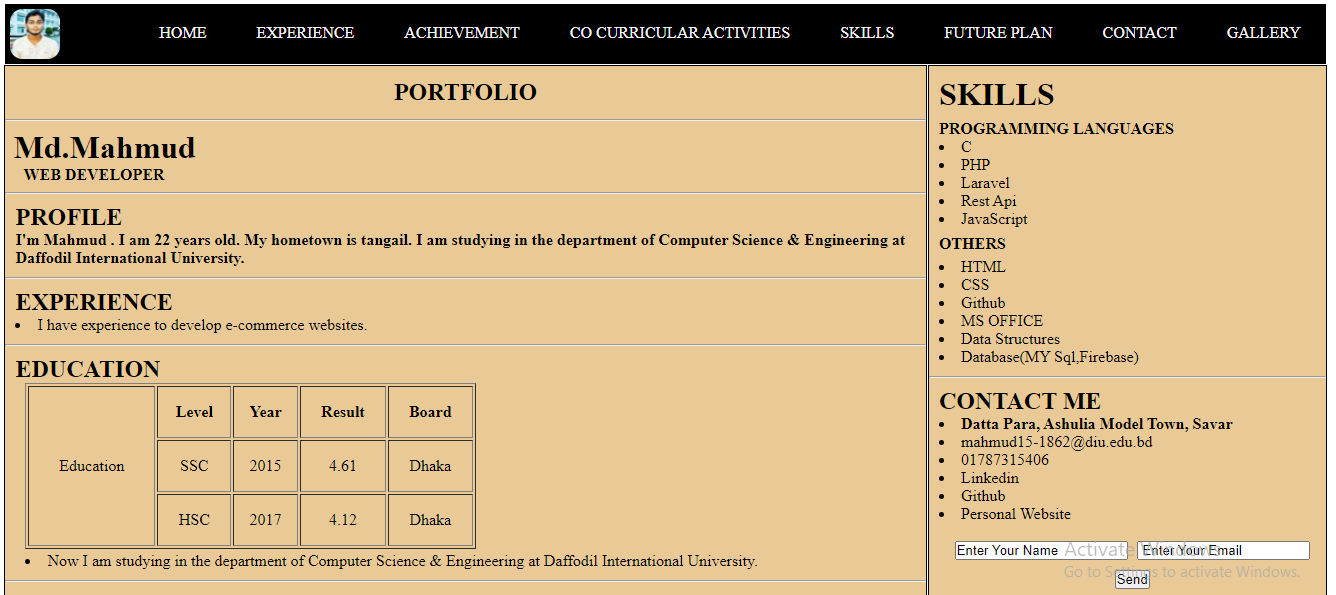 HOME EXPERIENCE ACHIEVEMENT CO CURRICULAR ACTIVITIES SKILLS FUTURE PLAN CONTACT GALLERY
PORTFOLIO
Md.Mahmud
WEB DEVELOPER
PROFILE
I'm Mahmud . I am 22 years old. My hometown is tangail. I am studying in the department of Computer Science & Engineering at
Daffodil International University.
EXPERIENCE
• I have experience to develop e-commerce websites.
EDUCATION
Education Level Year Result Board
SSC 2015 4.61 Dhaka
HSC 2017 4.12 Dhaka
• Now I am studying in the department of Computer Science & Engineering at Daffodil International University.
SKILLS
PROGRAMMING LANGUAGES
• C
• PHP
• Laravel
• Rest Api
• JavaScript
OTHERS
• HTML
• CSS
• Github
• MS OFFICE
• Data Structures
• Database(MY Sql,Firebase)
CONTACT ME
• Datta Para, Ashulia Model Town, Savar
• mahmud15-1862@diu.edu.bd
• 01787315406
• Linkedin
• Github
• Personal Website
Enter Your Name Enter Your Email
Send
Activate Windows
Go to Settings to activate Windows.